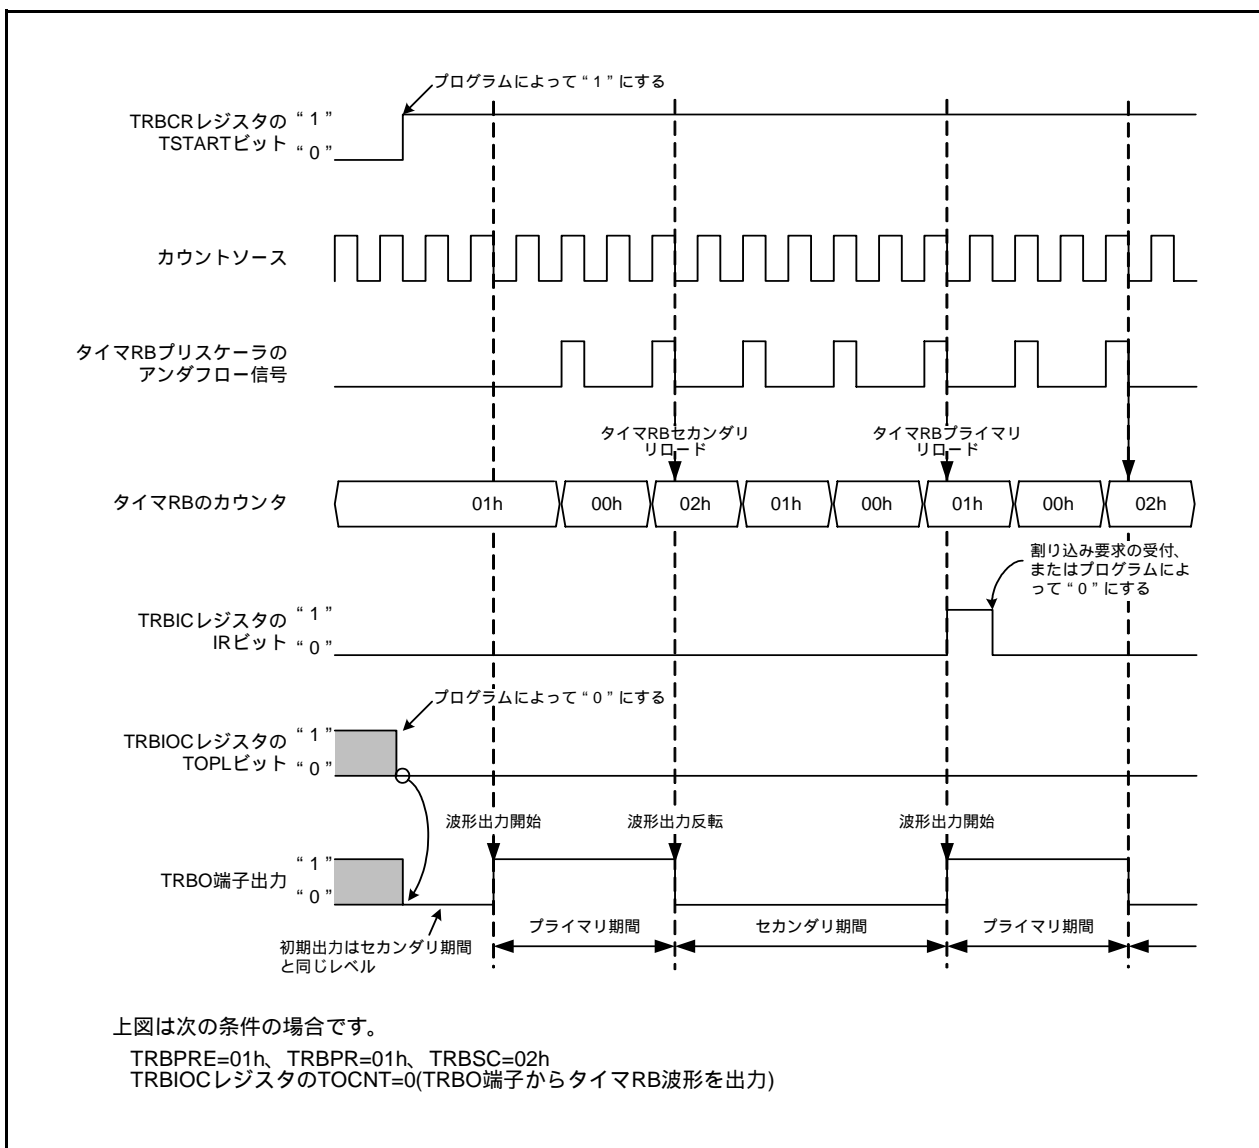 プログラムによって“1”にする
TRBCRレジスタの
TSTARTビット
“1”
“0”
カウントソース
タイマRBプリスケーラの
アンダフロー信号
タイマRBセカンダリ
リロード
タイマRBプライマリ
リロード
タイマRBのカウンタ
01h
00h
02h
01h
00h
01h
00h
02h
割り込み要求の受付、
またはプログラムによ
って“0”にする
TRBICレジスタの
IRビット
“1”
“0”
プログラムによって“0”にする
TRBIOCレジスタの
TOPLビット
“1”
“0”
波形出力開始
波形出力反転
波形出力開始
TRBO端子出力
“1”
“0”
プライマリ期間
セカンダリ期間
プライマリ期間
初期出力はセカンダリ期間
と同じレベル
上図は次の条件の場合です。
TRBPRE=01h、TRBPR=01h、TRBSC=02h
TRBIOCレジスタのTOCNT=0(TRBO端子からタイマRB波形を出力)